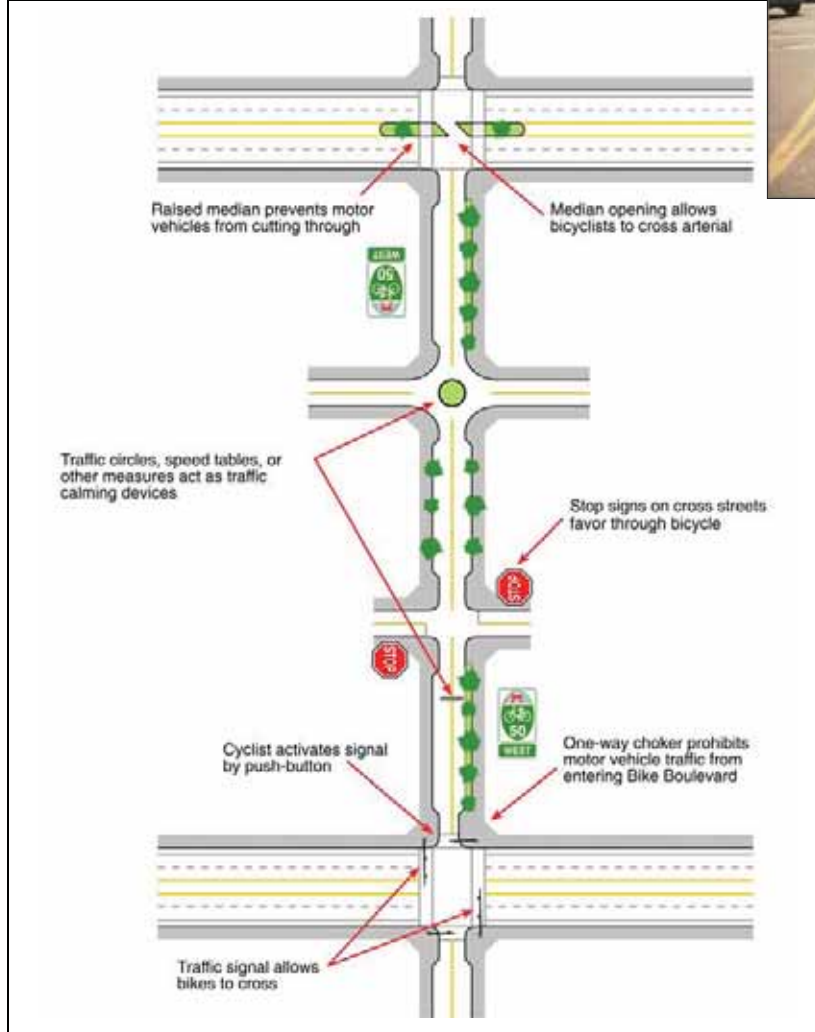 Raised median prevents motor
vehicles from cutting through
Median opening allows
bicyclists to cross arterial
WEST
50
Traffic circles, speed tables, or
other measures act as traffic
calming devices
Stop signs on cross streets
favor through bicycle
STOP
STOP
50
WEST
Cyclist activates signal
by push-button
One-way choker prohibits
motor vehicle traffic from
entering Bike Boulevard
Traffic signal allows
bikes to cross